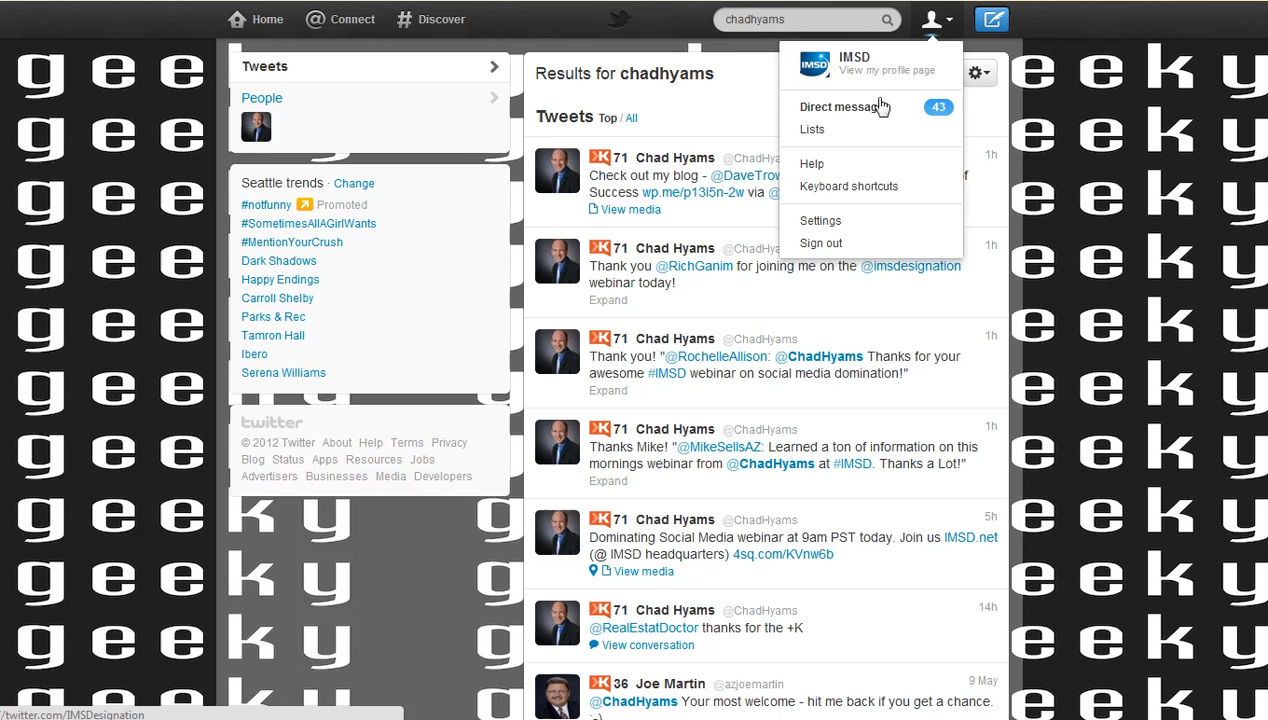 Home
Connect
Discover
chadhyams
Tweets
People
Seattle trends · Change
#notfunny Promoted
#SometimesAllAGirlWants
#MentionYourCrush
Dark Shadows
Happy Endings
Carroll Shelby
Parks & Rec
Tamron Hall
Ibero
Serena Williams
twitter
© 2012 Twitter About Help Terms Privacy
Blog Status Apps Resources Jobs
Advertisers Businesses Media Developers
Results for chadhyams
Tweets Top / All
IMSD
IMSD
View my profile page
Direct messag
43
Lists
Help
Keyboard shortcuts
Settings
Sign out
K 71 Chad Hyams @ChadHya 1h
Check out my blog - @DaveTrow of
Success wp.me/p13l5n-2w via @
View media
K 71 Chad Hyams @ChadHya 1h
Thank you @RichGanim for joining me on the @imsdesignation
webinar today!
Expand
K 71 Chad Hyams @ChadHyams 1h
Thank you! "@RochelleAllison: @ChadHyams Thanks for your
awesome #IMSD webinar on social media domination!"
Expand
K 71 Chad Hyams @ChadHyams 1h
Thanks Mike! "@MikeSellsAZ: Learned a ton of information on this
mornings webinar from @ChadHyams at #IMSD. Thanks a Lot!"
Expand
K 71 Chad Hyams @ChadHyams 5h
Dominating Social Media webinar at 9am PST today. Join us IMSD.net
(@ IMSD headquarters) 4sq.com/KVnw6b
View media
K 71 Chad Hyams @ChadHyams 14h
@RealEstatDoctor thanks for the +K
View conversation
K 36 Joe Martin @azjoemartin 9 May
@ChadHyams Your most welcome - hit me back if you get a chance.
:-)
//twitter.com/IMSDesignation
geeky